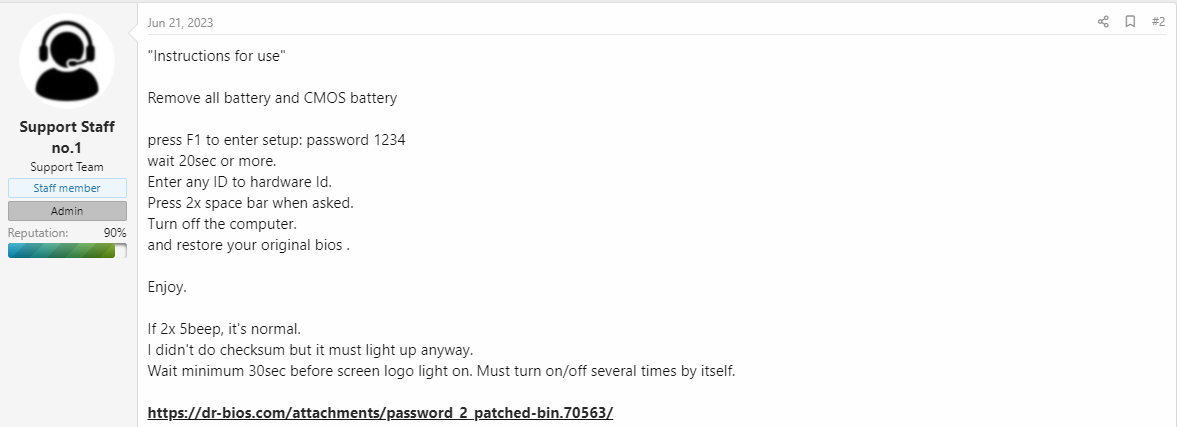 Jun 21, 2023
#2
Support Staff
no.1
Support Team
Staff member
Admin
Reputation: 90%
"Instructions for use"
Remove all battery and CMOS battery
press F1 to enter setup: password 1234
wait 20sec or more.
Enter any ID to hardware Id.
Press 2x space bar when asked.
Turn off the computer.
and restore your original bios .
Enjoy.
If 2x 5beep, it's normal.
I didn't do checksum but it must light up anyway.
Wait minimum 30sec before screen logo light on. Must turn on/off several times by itself.
https://dr-bios.com/attachments/password_2_patched-bin.70563/